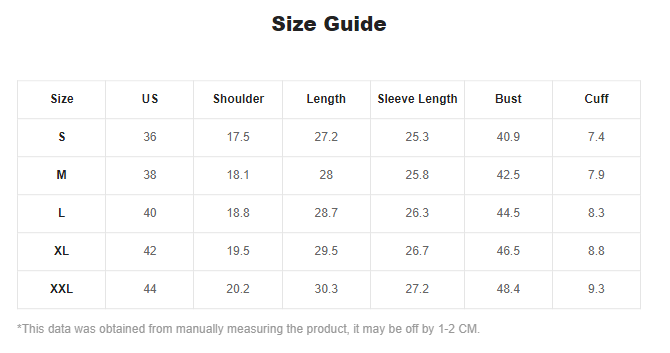 Size Guide
Size US Shoulder Length Sleeve Length Bust Cuff
S 36 17.5 27.2 25.3 40.9 7.4
M 38 18.1 28 25.8 42.5 7.9
L 40 18.8 28.7 26.3 44.5 8.3
XL 42 19.5 29.5 26.7 46.5 8.8
XXL 44 20.2 30.3 27.2 48.4 9.3
*This data was obtained from manually measuring the product, it may be off by 1-2 CM.